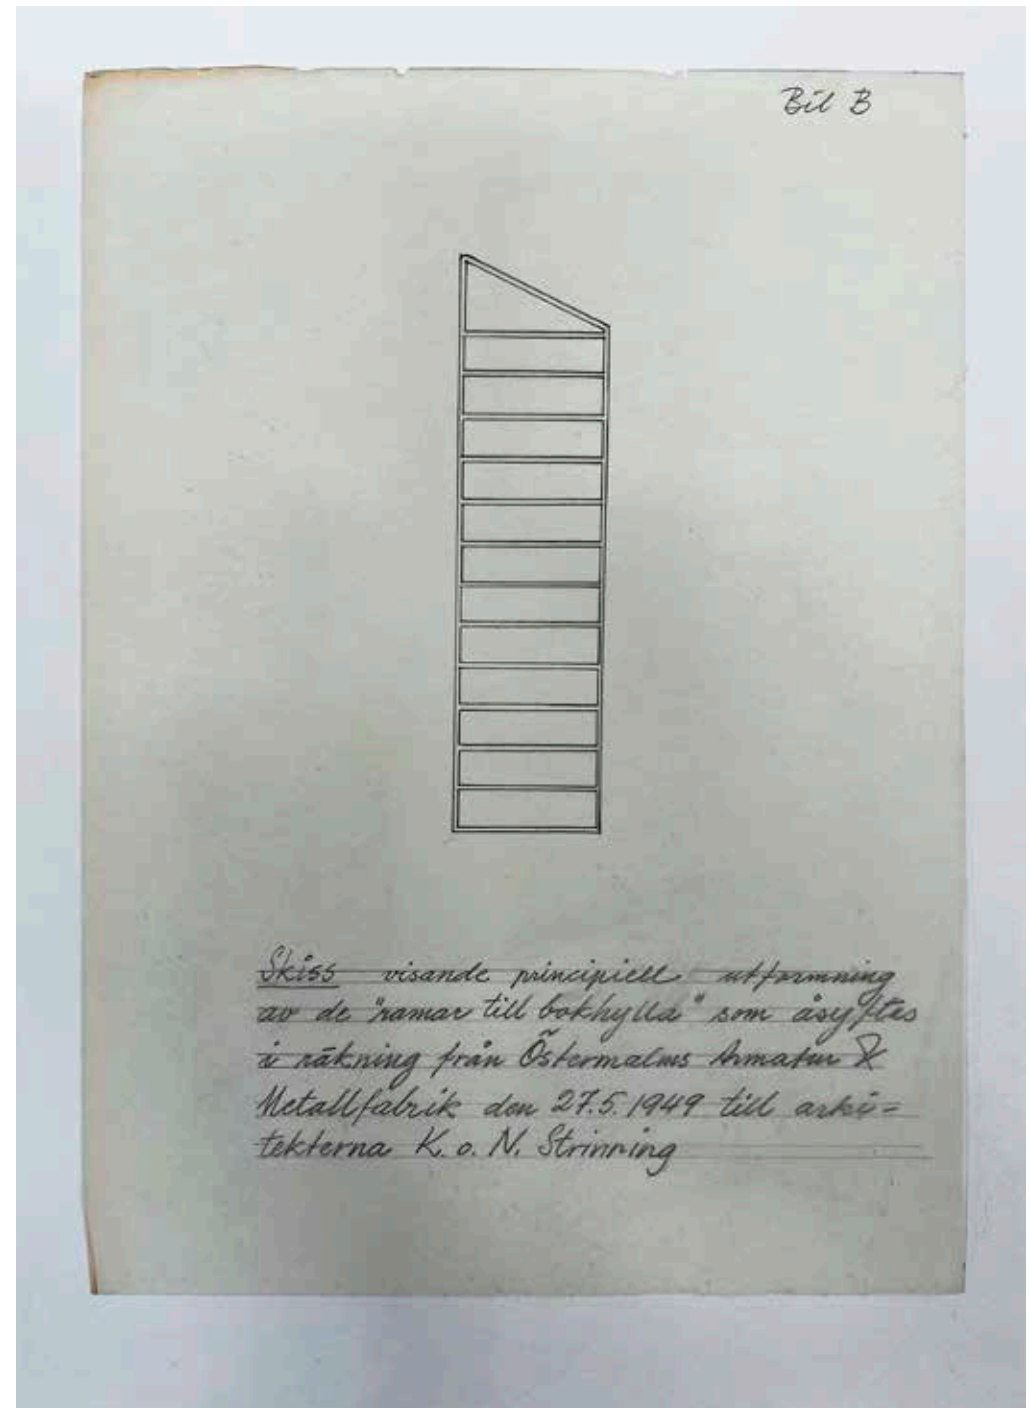 Bil B
Skiss visande principiell utformning
av de "ramar till bokhylla" som åsyftas
i räkning från Östermalms Armatur &
Metallfabrik den 27.5.1949 till arki=
tekterna K. o. N. Strinning